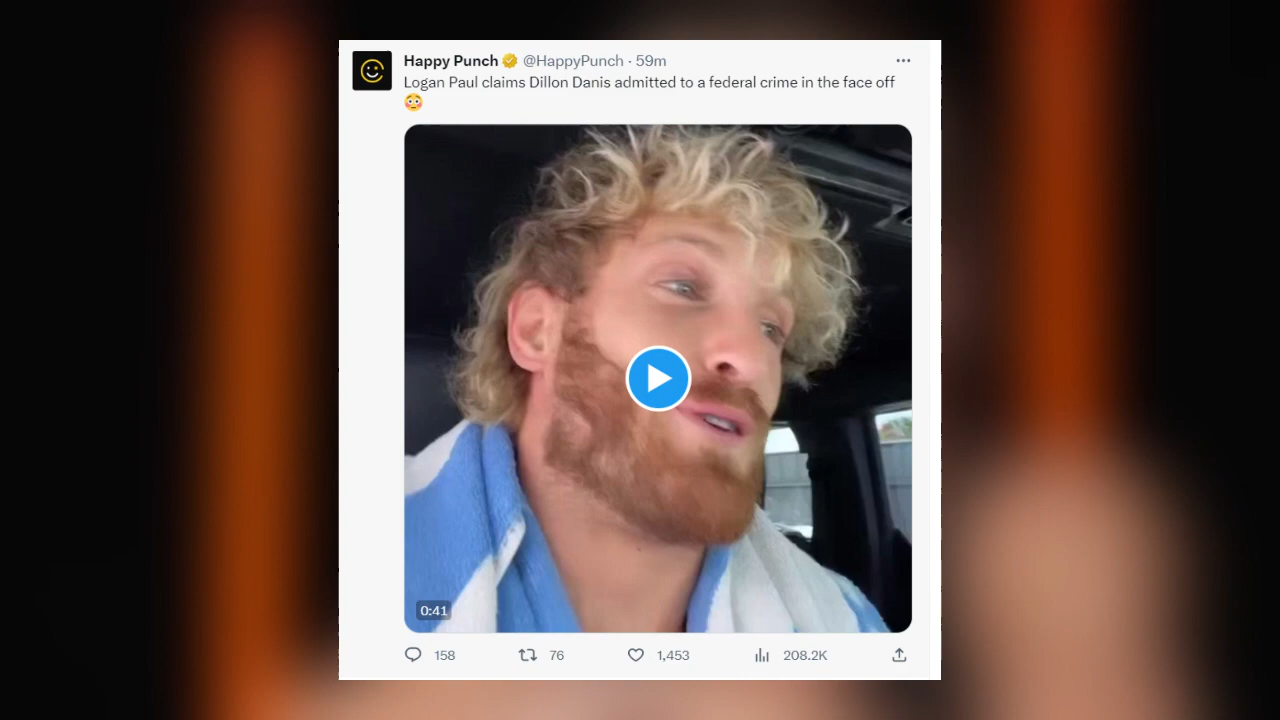 Happy Punch @HappyPunch · 59m
Logan Paul claims Dillon Danis admitted to a federal crime in the face off
😳
0:41
158 76 1,453 208.2K